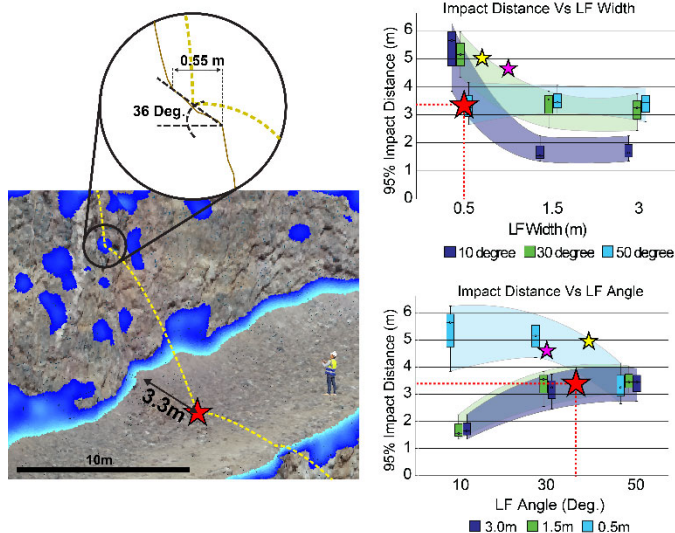 0.55 m
36 Deg.
3.3m
10m
Impact Distance Vs LF Width
95% Impact Distance (m)
6
5
4
3
2
1
0
0.5
1.5
3
LF Width (m)
10 degree
30 degree
50 degree
Impact Distance Vs LF Angle
95% Impact Distance (m)
6
5
4
3
2
1
0
10
30
50
LF Angle (Deg.)
3.0m
1.5m
0.5m